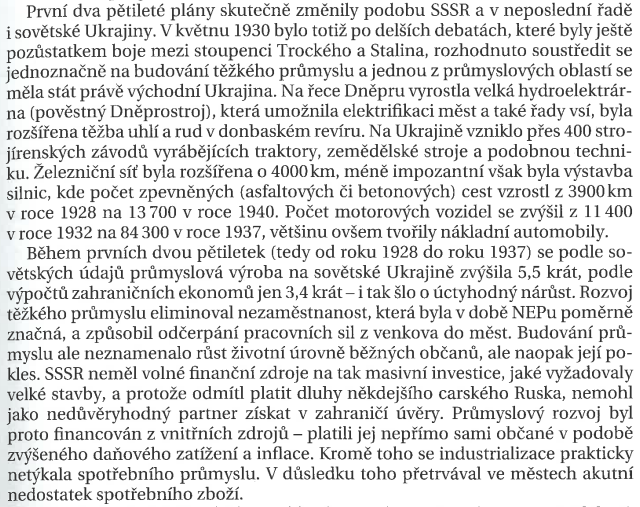 První dva pětileté plány skutečně změnily podobu SSSR a v neposlední řadě
i sovětské Ukrajiny. V květnu 1930 bylo totiž po delších debatách, které byly ještě
pozůstatkem boje mezi stoupenci Trockého a Stalina, rozhodnuto soustředit se
jednoznačně na budování těžkého průmyslu a jednou z průmyslových oblastí se
měla stát právě východní Ukrajina. Na řece Dněpru vyrostla velká hydroelektrár-
na (pověstný Dněprostroj), která umožnila elektrifikaci měst a také řady vsí, byla
rozšířena těžba uhlí a rud v donbaském revíru. Na Ukrajině vzniklo přes 400 stro-
jírenských závodů vyrábějících traktory, zemědělské stroje a podobnou techni-
ku. Železniční síť byla rozšířena o 4000 km, méně impozantní však byla výstavba
silnic, kde počet zpevněných (asfaltových či betonových) cest vzrostl z 3900 km
v roce 1928 na 13 700 v roce 1940. Počet motorových vozidel se zvýšil z 11 400
v roce 1932 na 84 300 v roce 1937, většinu ovšem tvořily nákladní automobily.
Během prvních dvou pětiletek (tedy od roku 1928 do roku 1937) se podle so-
větských údajů průmyslová výroba na sovětské Ukrajině zvýšila 5,5 krát, podle
výpočtů zahraničních ekonomů jen 3,4 krát – i tak šlo o úctyhodný nárůst. Rozvoj
těžkého průmyslu eliminoval nezaměstnanost, která byla v době NEPu poměrně
značná, a způsobil odčerpání pracovních sil z venkova do měst. Budování prů-
myslu ale neznamenalo růst životní úrovně běžných občanů, ale naopak její po-
kles. SSSR neměl volné finanční zdroje na tak masivní investice, jaké vyžadovaly
velké stavby, a protože odmítl platit dluhy někdejšího carského Ruska, nemohl
jako nedůvěryhodný partner získat v zahraničí úvěry. Průmyslový rozvoj byl
proto financován z vnitřních zdrojů – platili jej nepřímo sami občané v podobě
zvýšeného daňového zatížení a inflace. Kromě toho se industrializace prakticky
netýkala spotřebního průmyslu. V důsledku toho přetrvával ve městech akutní
nedostatek spotřebního zboží.